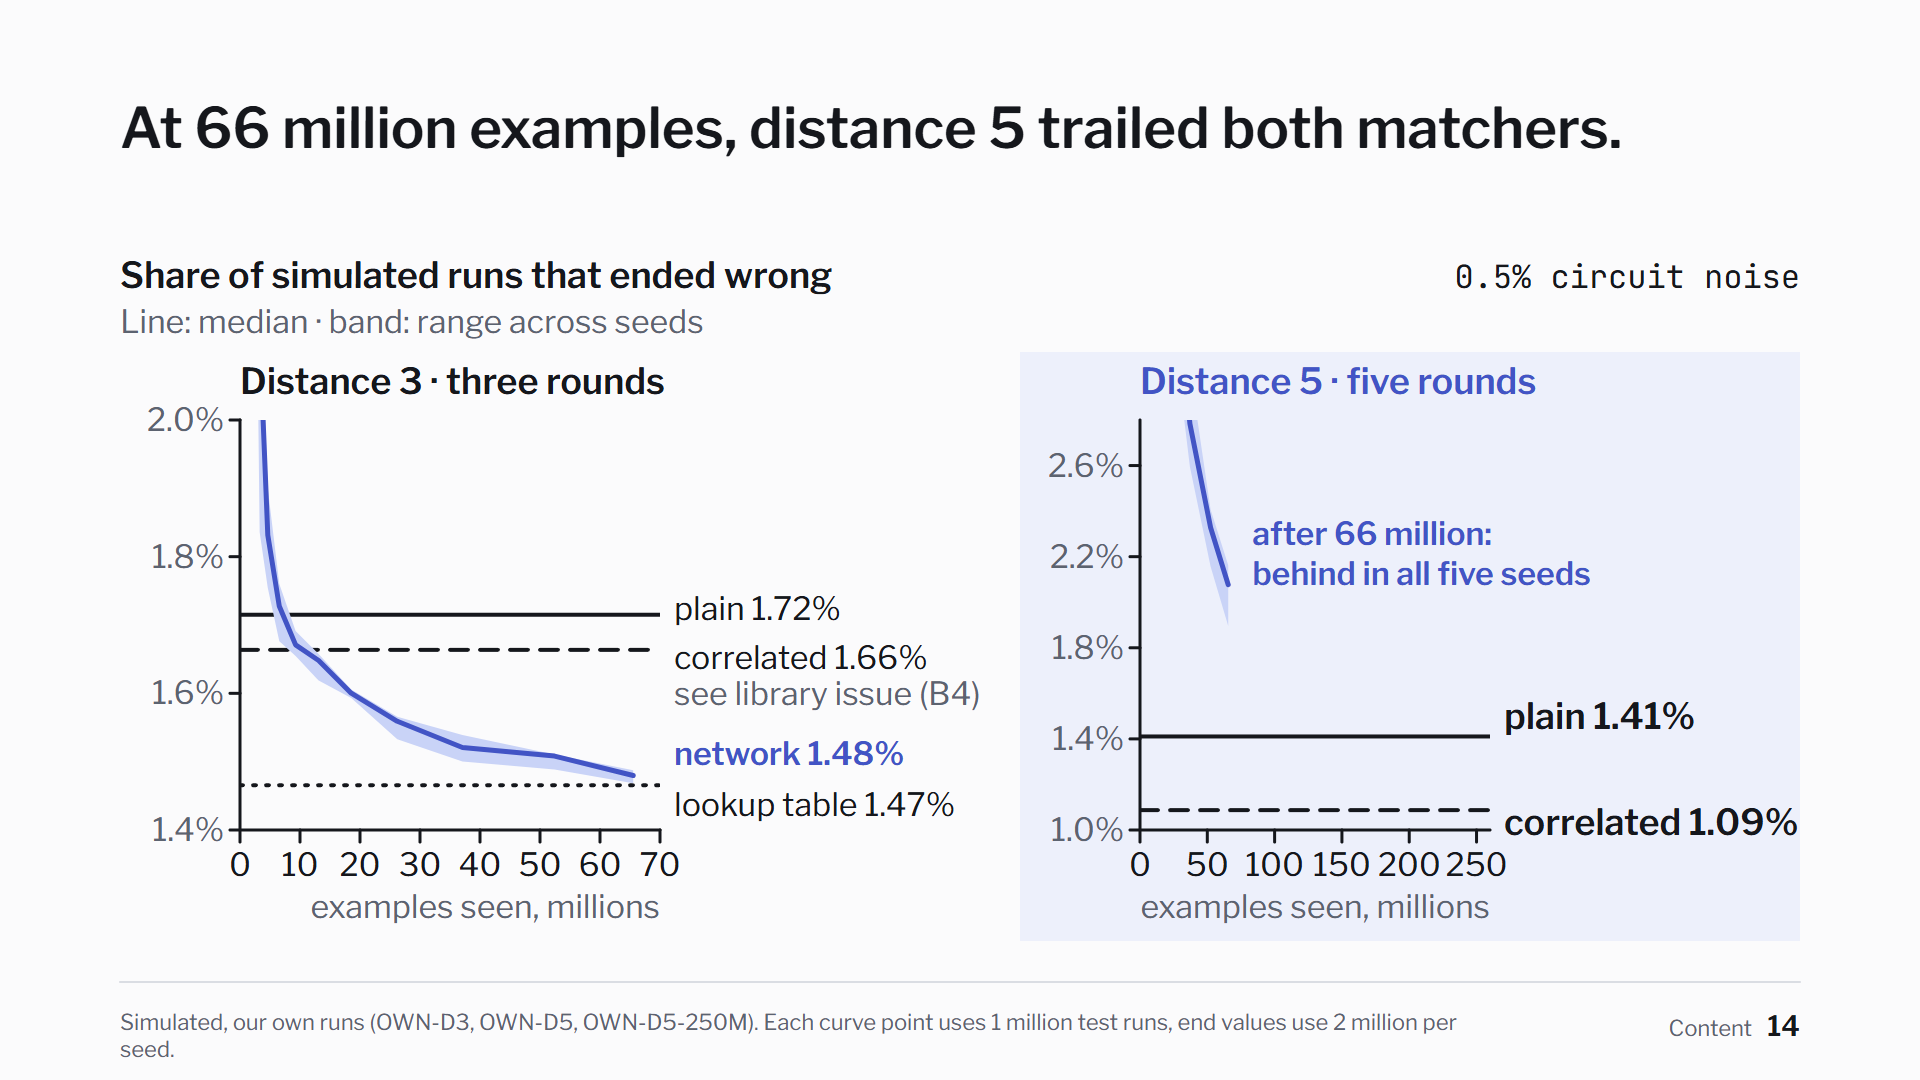 At 66 million examples, distance 5 trailed both matchers.
Share of simulated runs that ended wrong
0.5% circuit noise
Line: median · band: range across seeds
Distance 3 · three rounds
2.0%
1.8%
1.6%
1.4%
plain 1.72%
correlated 1.66%
see library issue (B4)
network 1.48%
lookup table 1.47%
0 10 20 30 40 50 60 70
examples seen, millions
Distance 5 · five rounds
2.6%
2.2%
1.8%
1.4%
1.0%
after 66 million:
behind in all five seeds
plain 1.41%
correlated 1.09%
0 50 100 150 200 250
examples seen, millions
Simulated, our own runs (OWN-D3, OWN-D5, OWN-D5-250M). Each curve point uses 1 million test runs, end values use 2 million per
seed.
Content 14